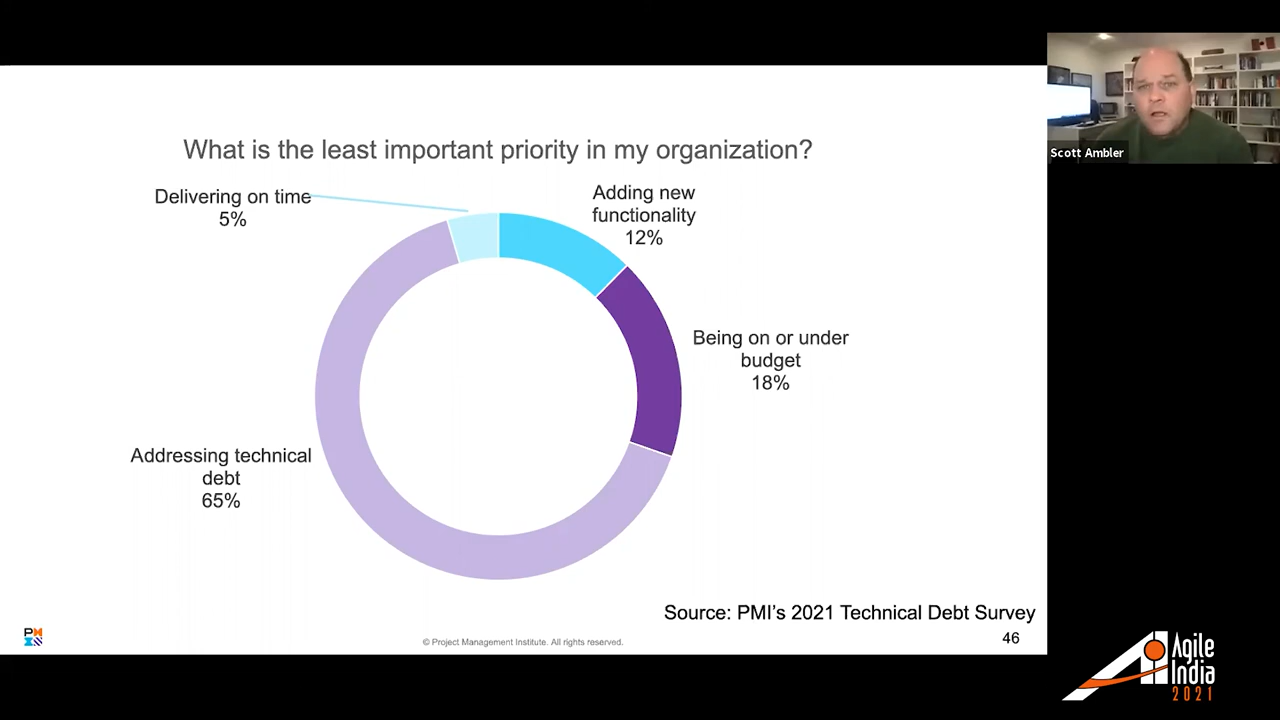 Scott Ambler
What is the least important priority in my organization?
Delivering on time
5%
Adding new
functionality
12%
Being on or under
budget
18%
Addressing technical
debt
65%
Source: PMI's 2021 Technical Debt Survey
© Project Management Institute. All rights reserved.
46
Agile
India
2021